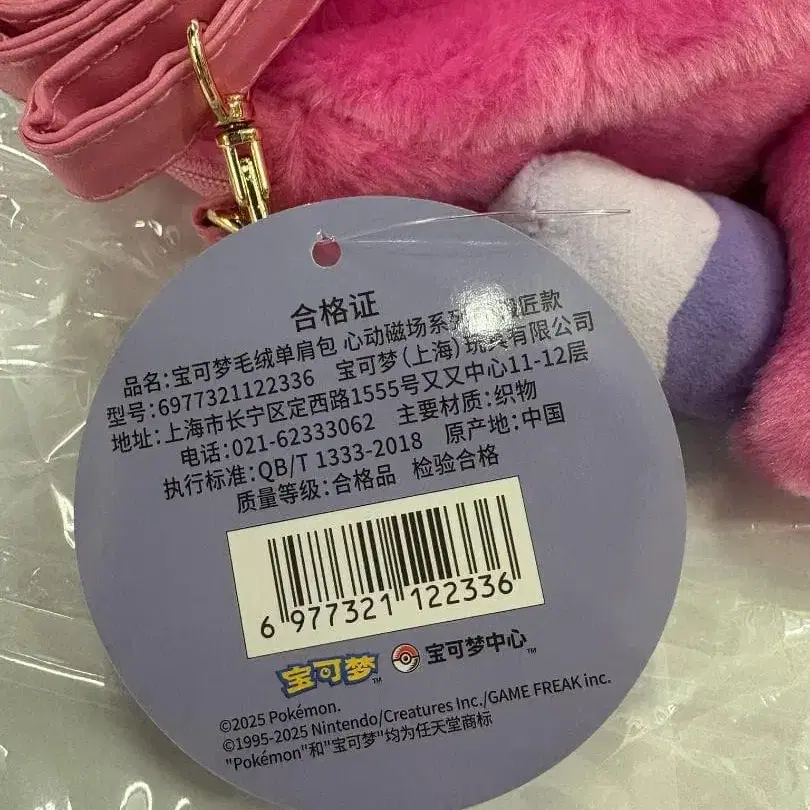 合格证
品名:宝可梦毛绒单肩包 心动磁场系列 匠款
型号:6977321122336 宝可梦(上海)玩具有限公司
地址:上海市长宁区定西路1555号又又中心11-12层
电话:021-62333062 主要材质:织物
执行标准:QB/T 1333-2018 原产地:中国
质量等级:合格品 检验合格
6 977321 122336
宝可梦™ 宝可梦中心™
©2025 Pokémon.
©1995-2025 Nintendo/Creatures Inc./GAME FREAK inc.
"Pokémon"和"宝可梦"均为任天堂商标